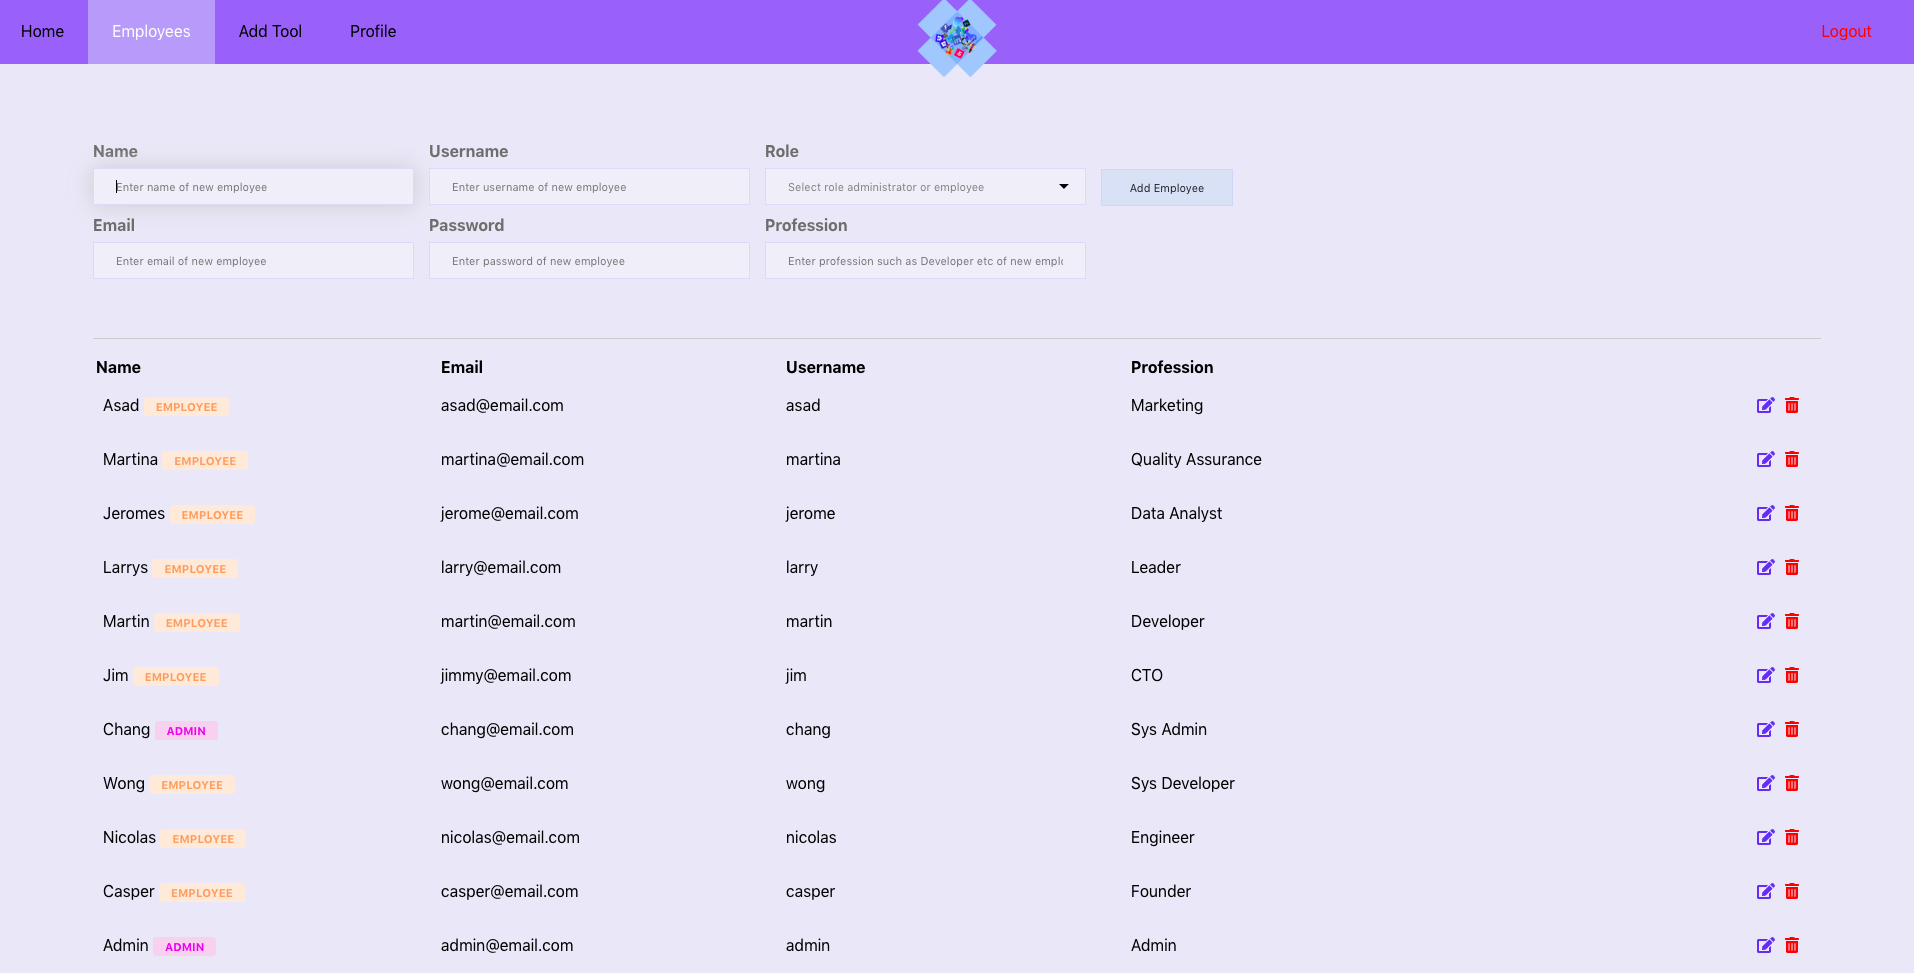 Home Employees Add Tool Profile Logout
Name Username Role
Enter name of new employee Enter username of new employee Select role administrator or employee Add Employee
Email Password Profession
Enter email of new employee Enter password of new employee Enter profession such as Developer etc of new empl
Name Email Username Profession
Asad EMPLOYEE asad@email.com asad Marketing
Martina EMPLOYEE martina@email.com martina Quality Assurance
Jeromes EMPLOYEE jerome@email.com jerome Data Analyst
Larrys EMPLOYEE larry@email.com larry Leader
Martin EMPLOYEE martin@email.com martin Developer
Jim EMPLOYEE jimmy@email.com jim CTO
Chang ADMIN chang@email.com chang Sys Admin
Wong EMPLOYEE wong@email.com wong Sys Developer
Nicolas EMPLOYEE nicolas@email.com nicolas Engineer
Casper EMPLOYEE casper@email.com casper Founder
Admin ADMIN admin@email.com admin Admin